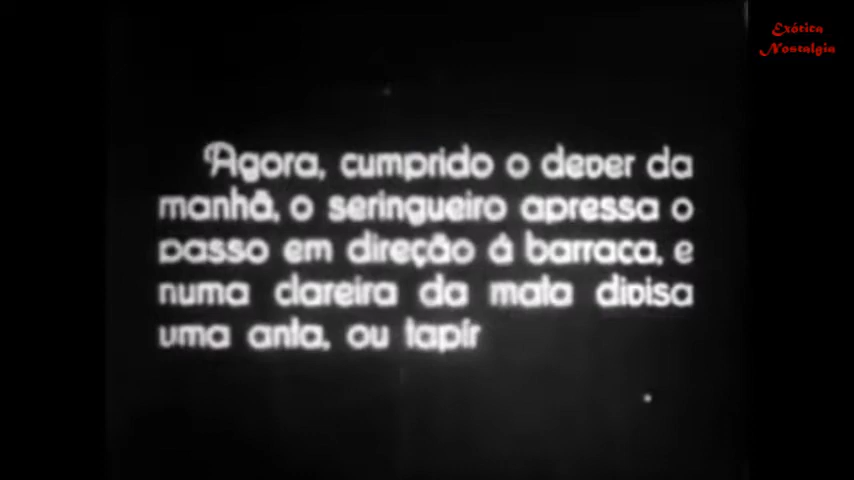 Exótica
Nostalgia
Agora, cumprido o dever da
manhã, o seringueiro apressa o
passo em direção á barraca, e
numa clareira da mata divisa
uma anta, ou tapir